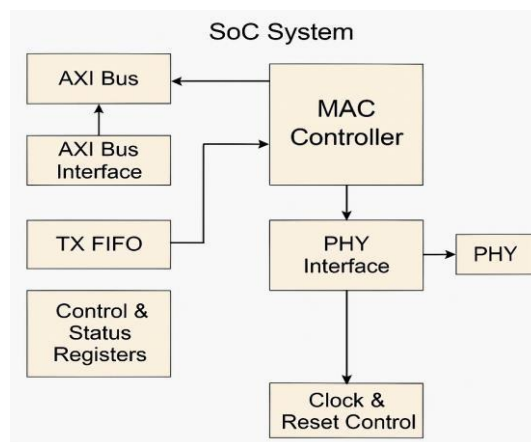 SoC System
AXI Bus
MAC
Controller
AXI Bus
Interface
TX FIFO
PHY
Interface
PHY
Control &
Status
Registers
Clock &
Reset Control